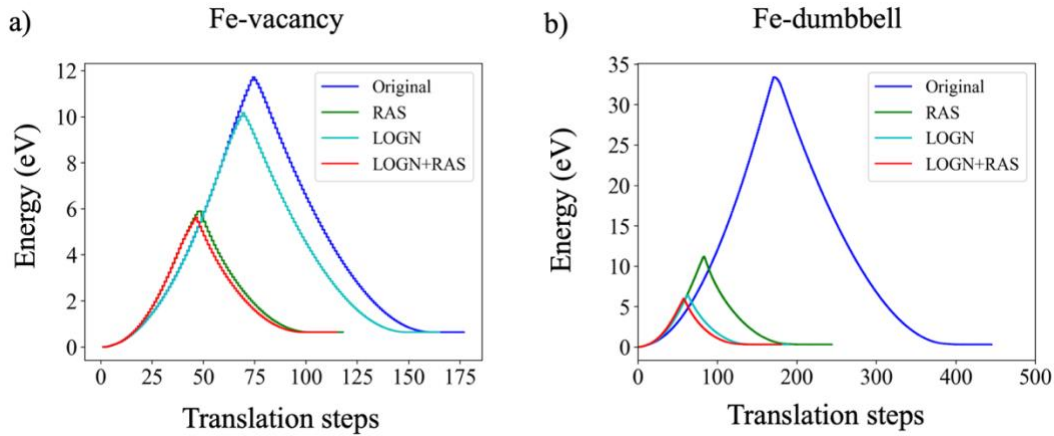 a)
Fe-vacancy
12
10
8
6
4
2
0
Energy (eV)
Original
RAS
LOGN
LOGN+RAS
0
25
50
75
100
125
150
175
Translation steps
b)
Fe-dumbbell
35
30
25
20
15
10
5
0
Energy (eV)
Original
RAS
LOGN
LOGN+RAS
0
100
200
300
400
500
Translation steps